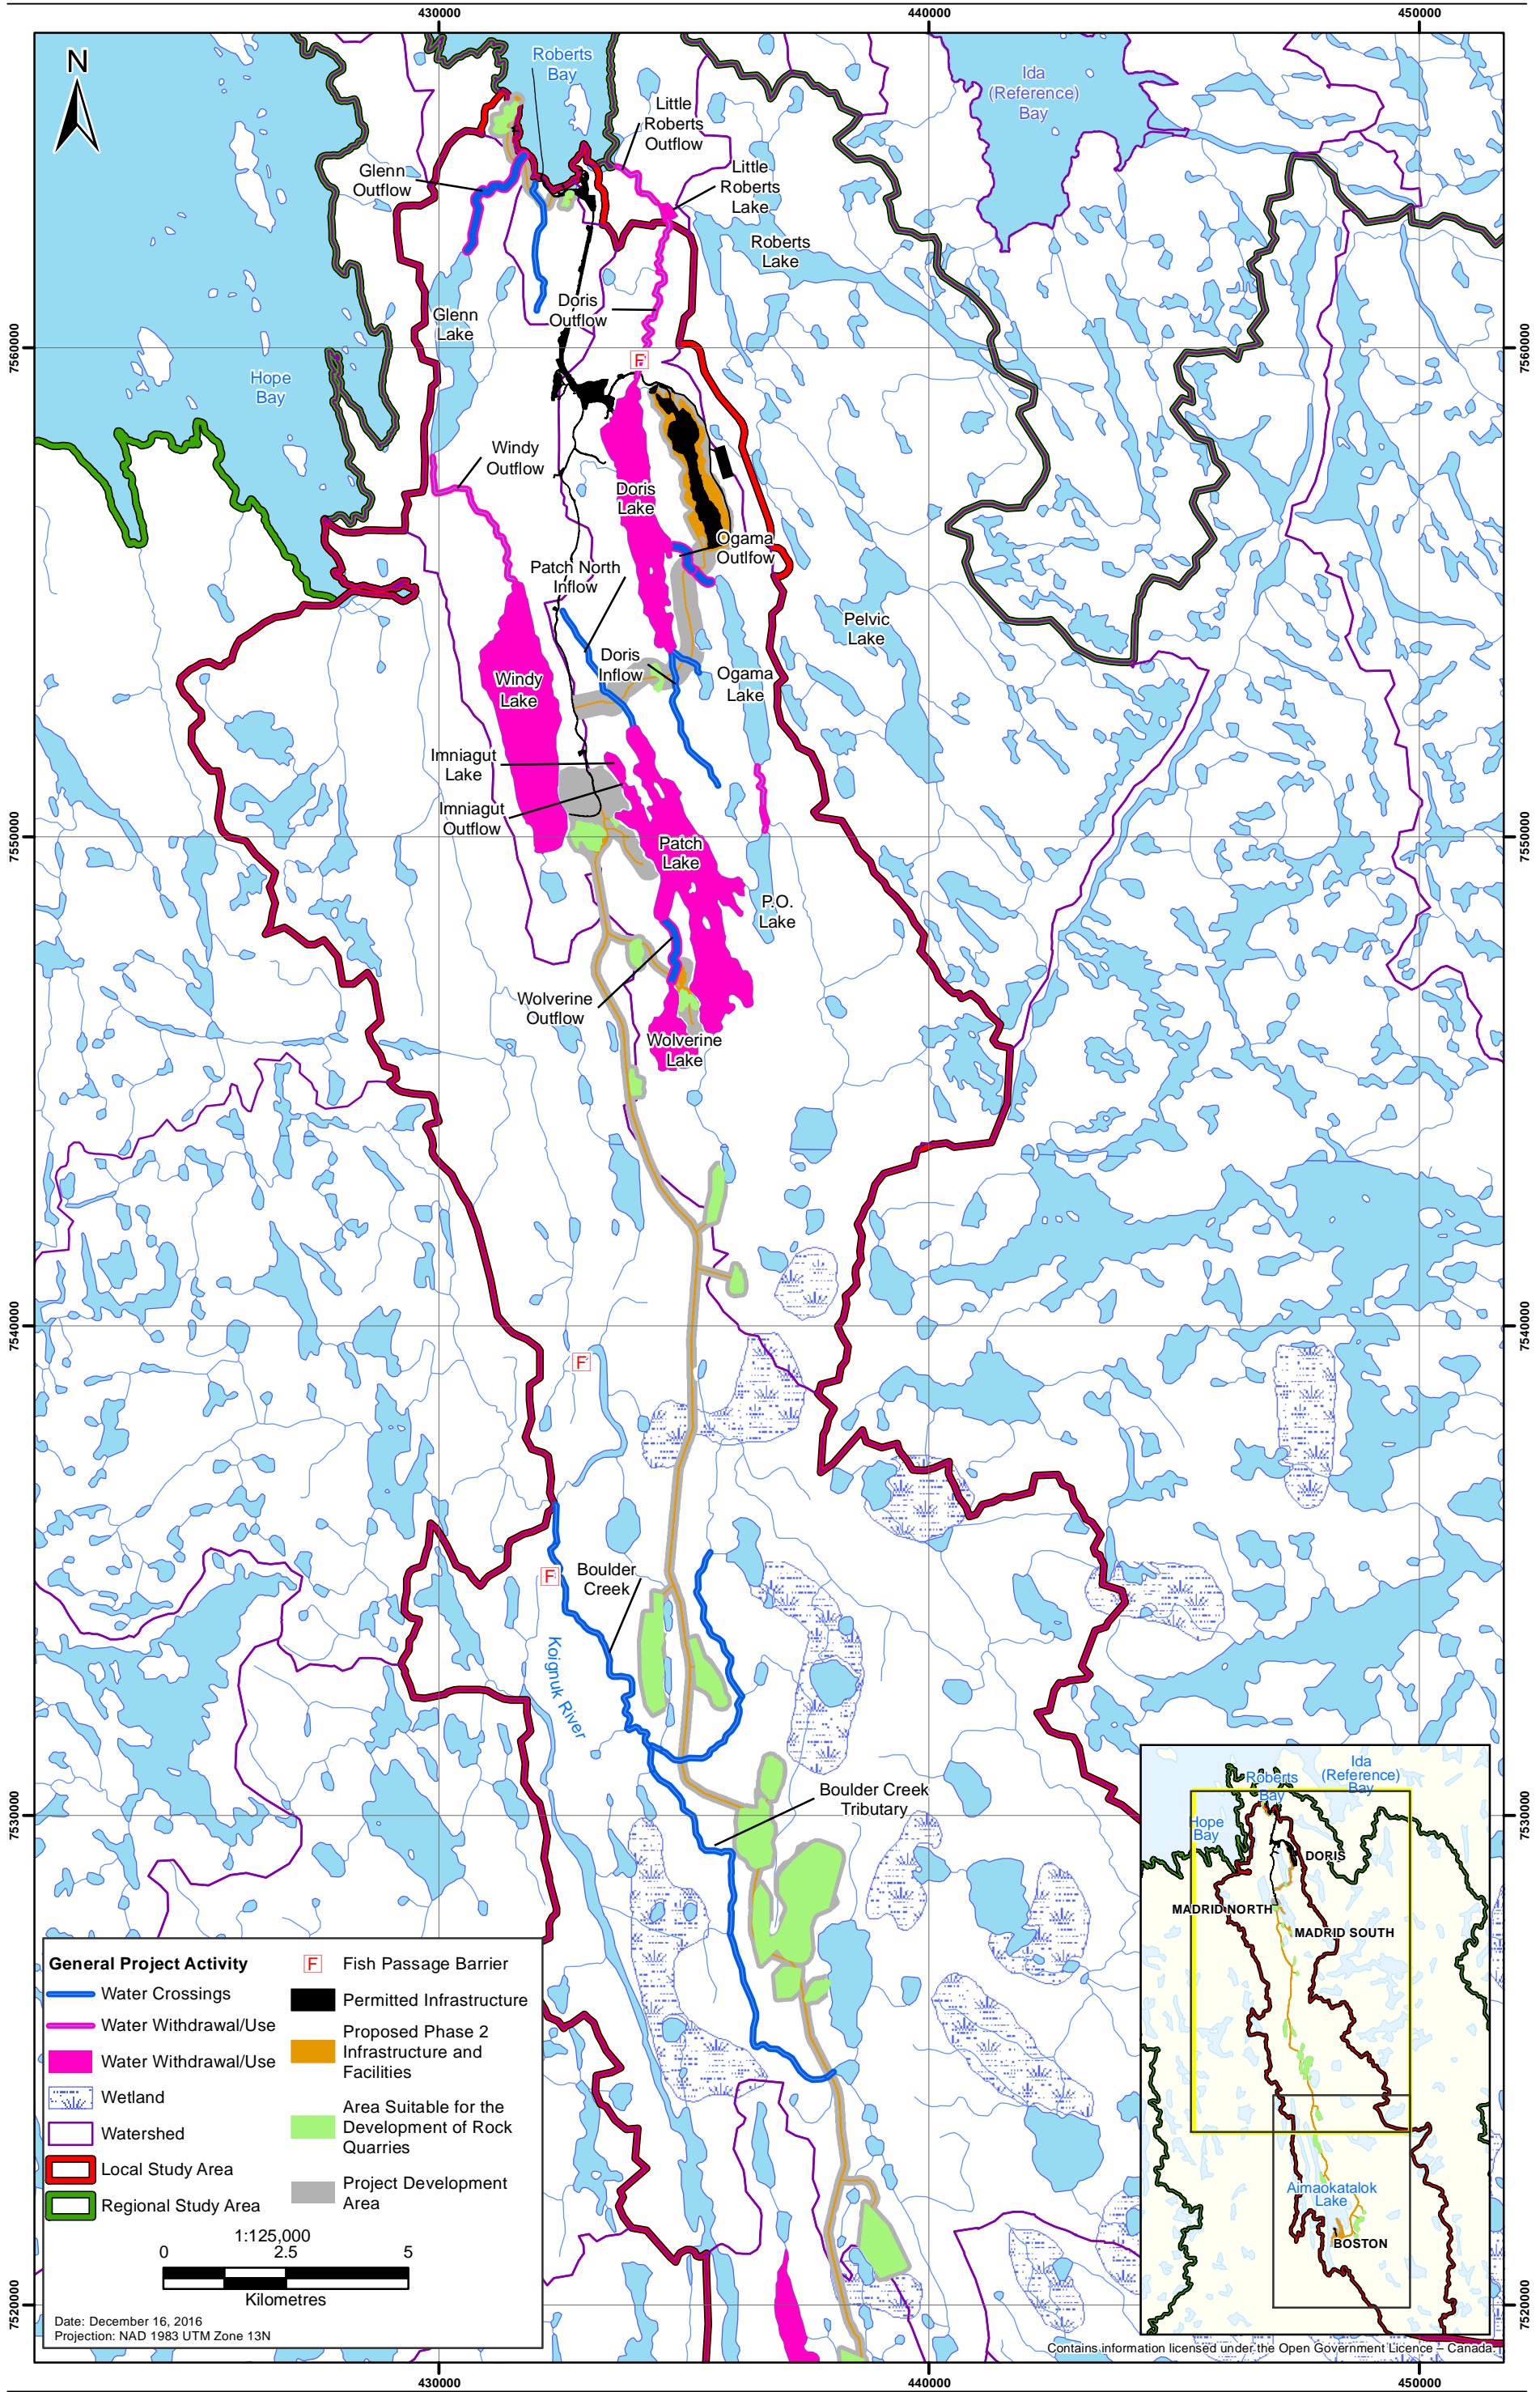 430000
440000
450000
N
Roberts
Bay
Ida
(Reference)
Bay
Little
Roberts
Outflow
Glenn
Outflow
Little
Roberts
Lake
Roberts
Lake
Doris
Outflow
Glenn
Lake
7560000
7560000
F
Hope
Bay
Windy
Outflow
Doris
Lake
Ogama
Outlfow
Patch North
Inflow
Pelvic
Lake
Doris
Inflow
Ogama
Lake
Windy
Lake
Imniagut
Lake
Imniagut
Outflow
7550000
7550000
Patch
Lake
P.O.
Lake
Wolverine
Outflow
Wolverine
Lake
7540000
7540000
F
F
Boulder
Creek
Koignuk River
Boulder Creek
Tributary
7530000
7530000
General Project Activity
Water Crossings
Water Withdrawal/Use
Water Withdrawal/Use
Wetland
Watershed
Local Study Area
Regional Study Area
F
Fish Passage Barrier
Permitted Infrastructure
Proposed Phase 2
Infrastructure and
Facilities
Area Suitable for the
Development of Rock
Quarries
Project Development
Area
1:125,000
0 2.5 5
Kilometres
Date: December 16, 2016
Projection: NAD 1983 UTM Zone 13N
Roberts
Bay
Ida
(Reference)
Bay
Hope
Bay
DORIS
MADRID NORTH
MADRID SOUTH
Aimaokatalok
Lake
BOSTON
7520000
7520000
Contains information licensed under the Open Government Licence – Canada.
430000
440000
450000